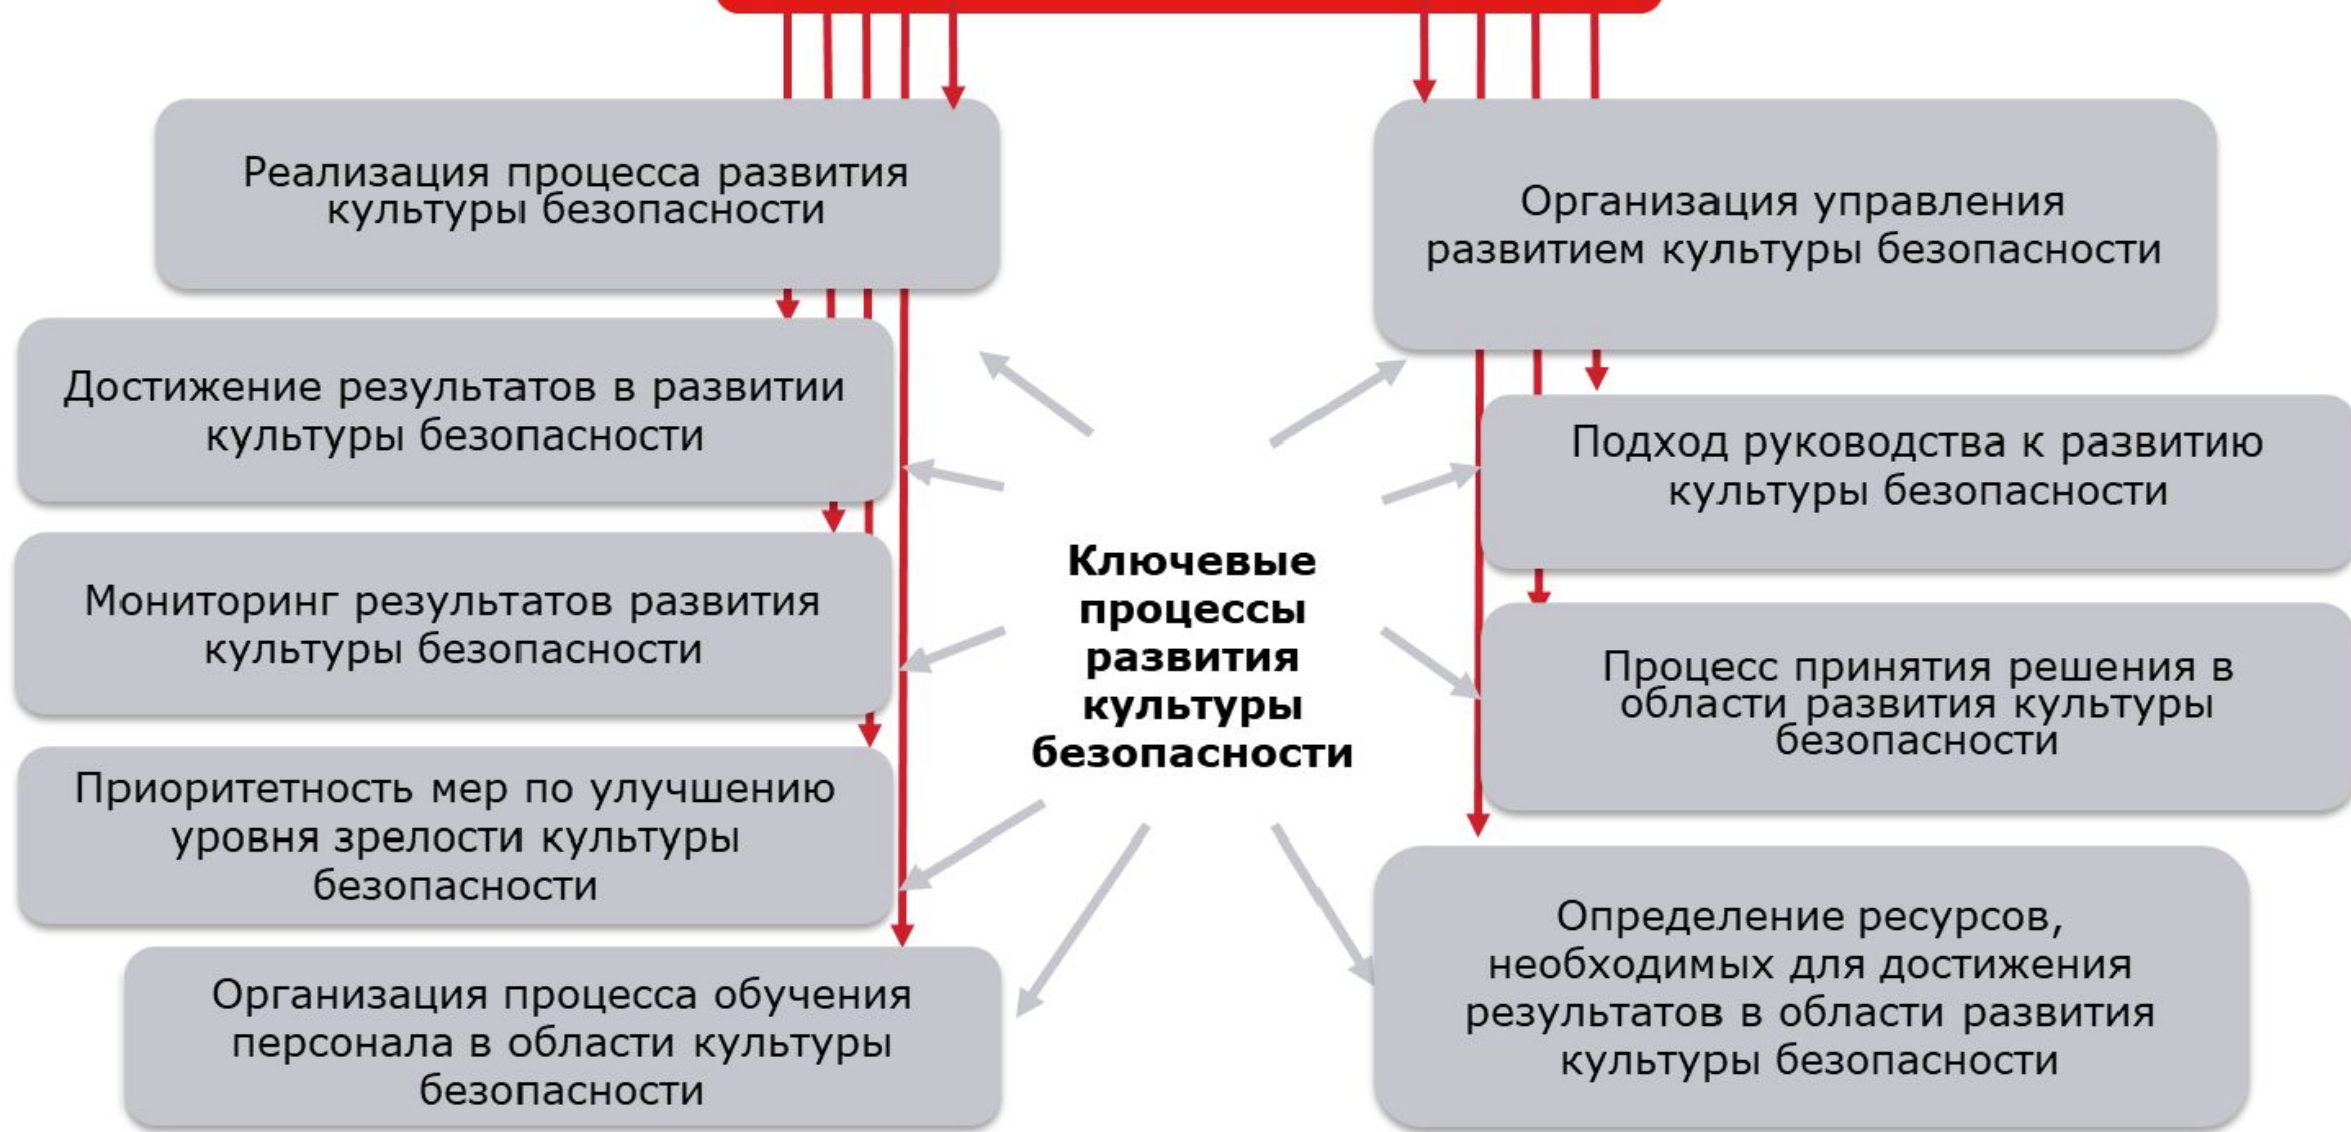 Реализация процесса развития
культуры безопасности
Достижение результатов в развитии
культуры безопасности
Мониторинг результатов развития
культуры безопасности
Приоритетность мер по улучшению
уровня зрелости культуры
безопасности
Организация процесса обучения
персонала в области культуры
безопасности
Ключевые
процессы
развития
культуры
безопасности
Организация управления
развитием культуры безопасности
Подход руководства к развитию
культуры безопасности
Процесс принятия решения в
области развития культуры
безопасности
Определение ресурсов,
необходимых для достижения
результатов в области развития
культуры безопасности